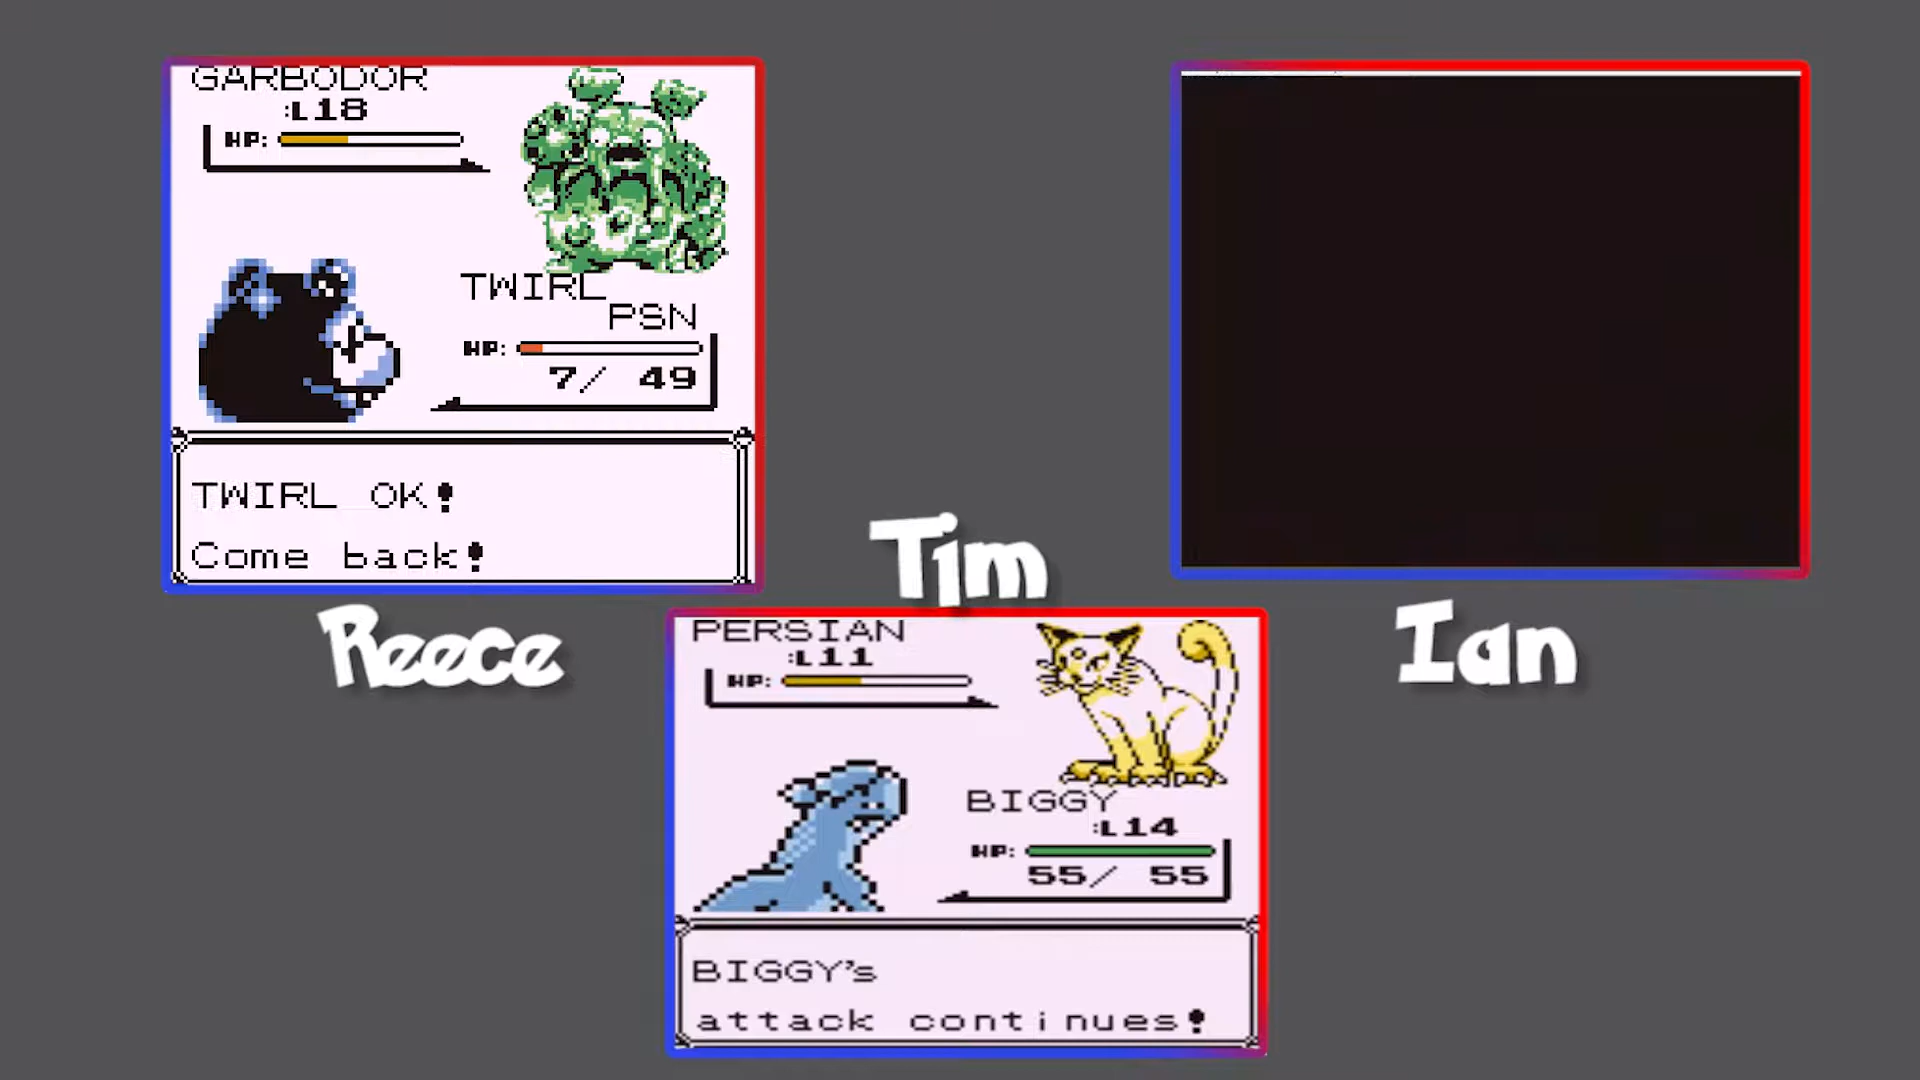 GARBODOR
:L18
HP:
TWIRL
PSN
HP:
7/ 49
TWIRL OK!
Come back!
Reece
Tim
Ian
PERSIAN
:L11
HP:
BIGGY
:L14
HP:
55/ 55
BIGGY's
attack continues!